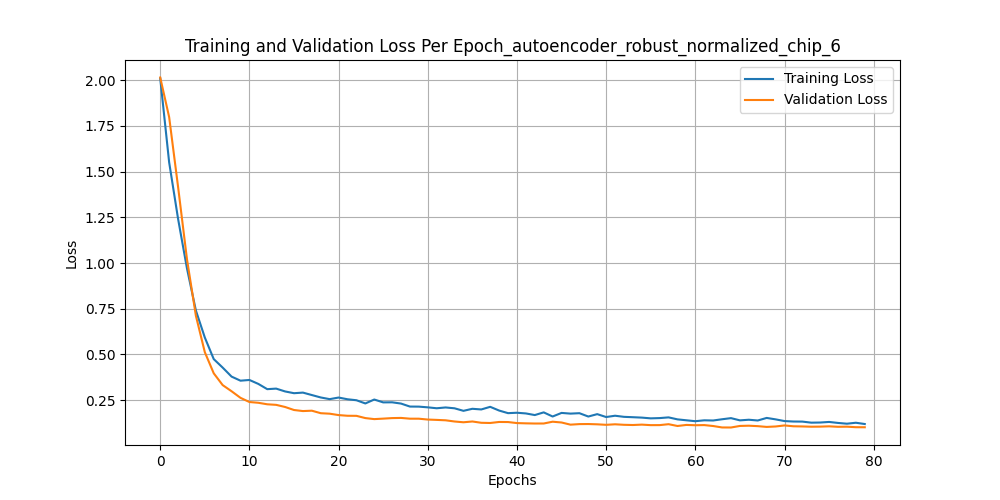 Training and Validation Loss Per Epoch_autoencoder_robust_normalized_chip_6
Training Loss
Validation Loss
2.00
1.75
1.50
1.25
1.00
0.75
0.50
0.25
Loss
0 10 20 30 40 50 60 70 80
Epochs